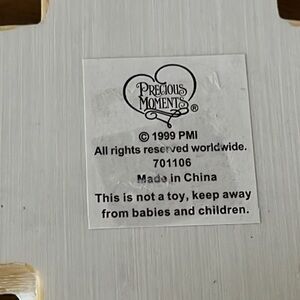 PRECIOUS
MOMENTS®
© 1999 PMI
All rights reserved worldwide.
701106
Made in China
This is not a toy, keep away
from babies and children.